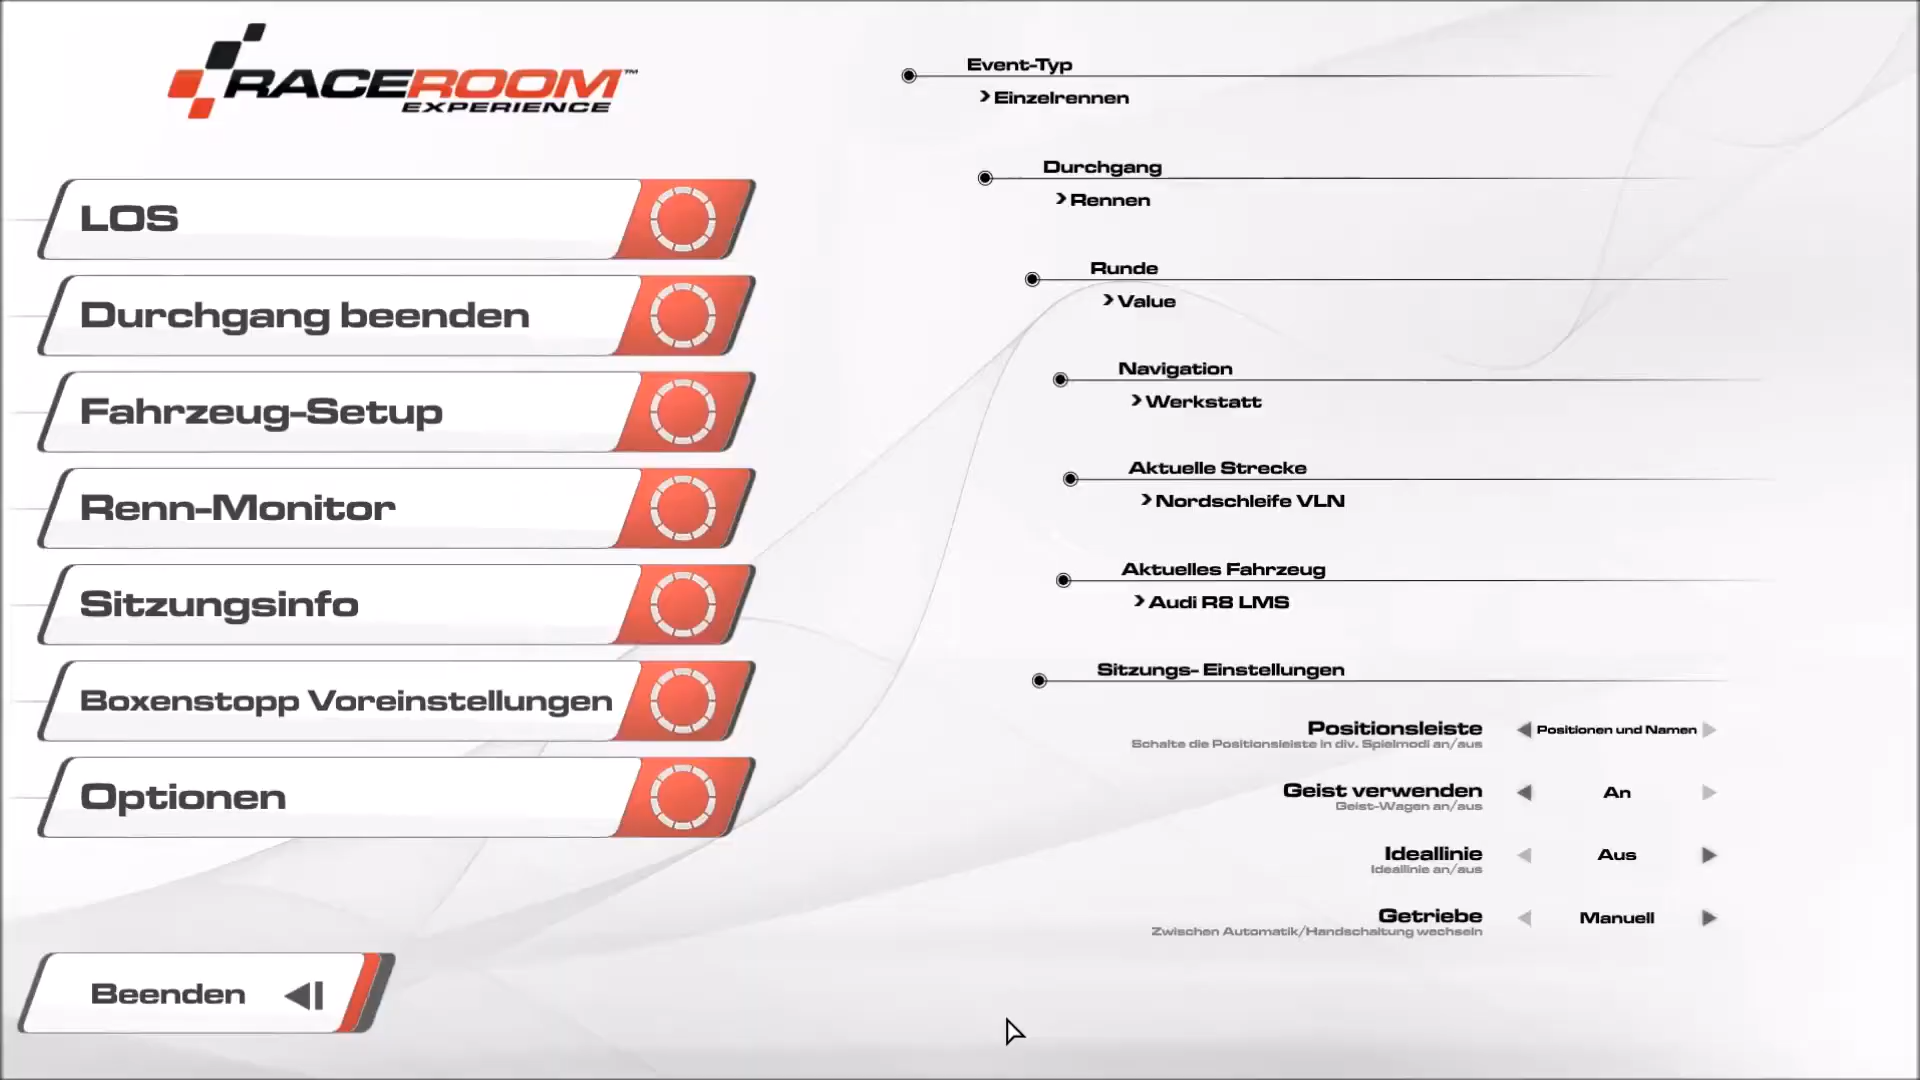 RACEROOM™
EXPERIENCE
LOS
Durchgang beenden
Fahrzeug-Setup
Renn-Monitor
Sitzungsinfo
Boxenstopp Voreinstellungen
Optionen
Beenden
Event-Typ
Einzelrennen
Durchgang
Rennen
Runde
Value
Navigation
Werkstatt
Aktuelle Strecke
Nordschleife VLN
Aktuelles Fahrzeug
Audi R8 LMS
Sitzungs- Einstellungen
Positionsleiste Positionen und Namen
Schalte die Positionsleiste in div. Spielmodi an/aus
Geist verwenden An
Geist-Wagen an/aus
Ideallinie Aus
Ideallinie an/aus
Getriebe Manuell
Zwischen Automatik/Handschaltung wechseln